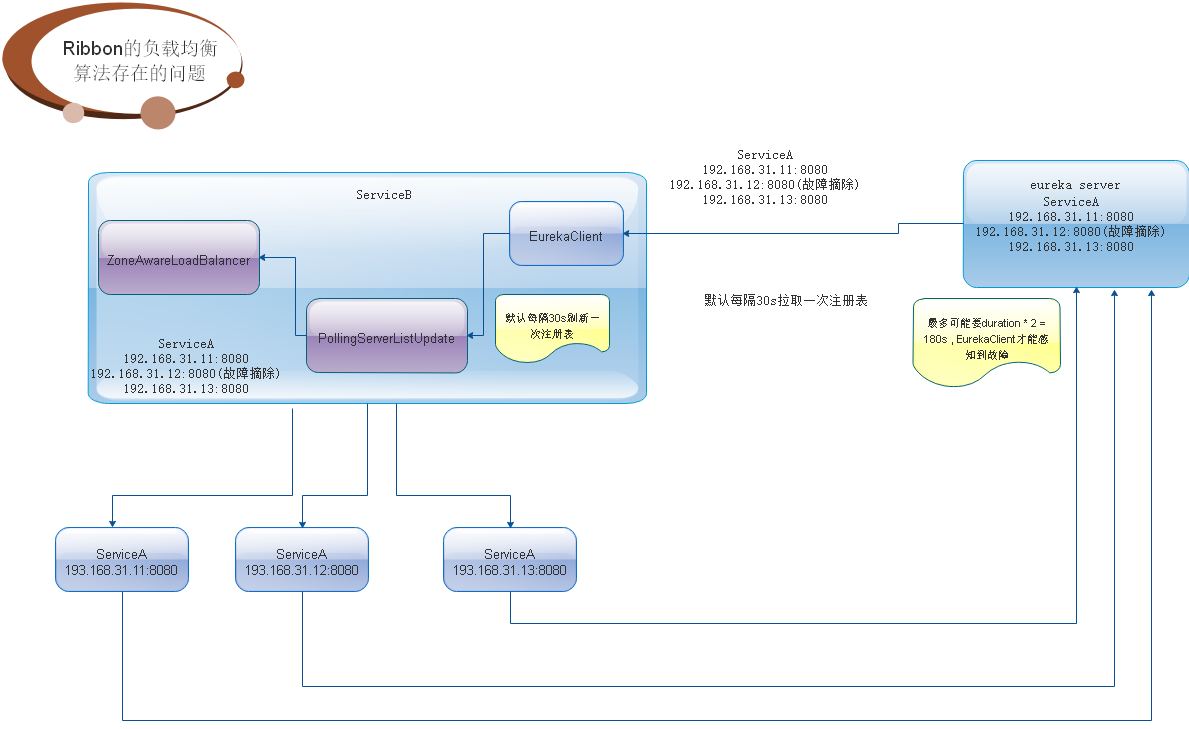 Ribbon的负载均衡
算法存在的问题
ServiceA
192.168.31.11:8080
192.168.31.12:8080(故障摘除)
192.168.31.13:8080
eureka server
ServiceA
192.168.31.11:8080
192.168.31.12:8080(故障摘除)
192.168.31.13:8080
ServiceB
EurekaClient
ZoneAwareLoadBalancer
PollingServerListUpdate
默认每隔30s刷新一
次注册表
默认每隔30s拉取一次注册表
最多可能要duration * 2 =
180s , EurekaClient才能感
知到故障
ServiceA
192.168.31.11:8080
192.168.31.12:8080(故障摘除)
192.168.31.13:8080
ServiceA
193.168.31.11:8080
ServiceA
193.168.31.12:8080
ServiceA
193.168.31.13:8080